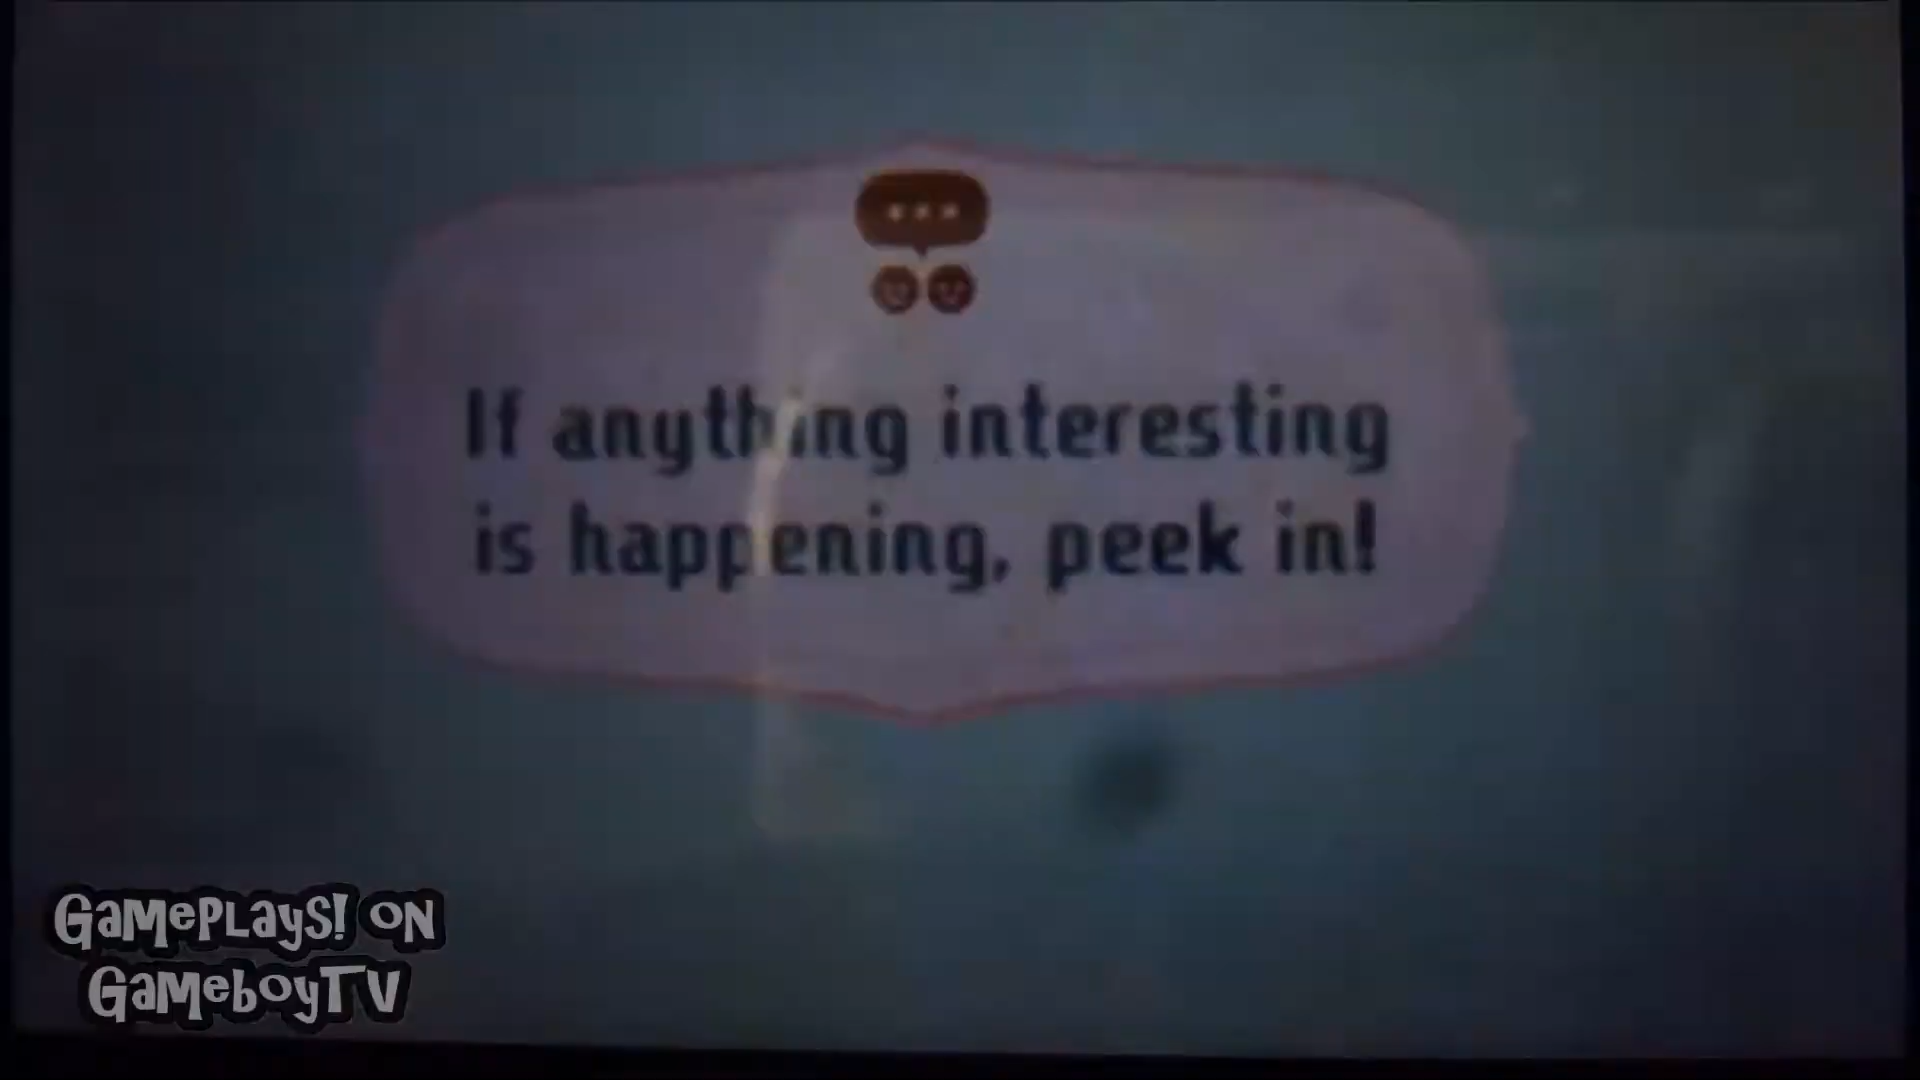 If anything interesting
is happening, peek in!
GAMEPLAYS! ON
GAMEBOYTV